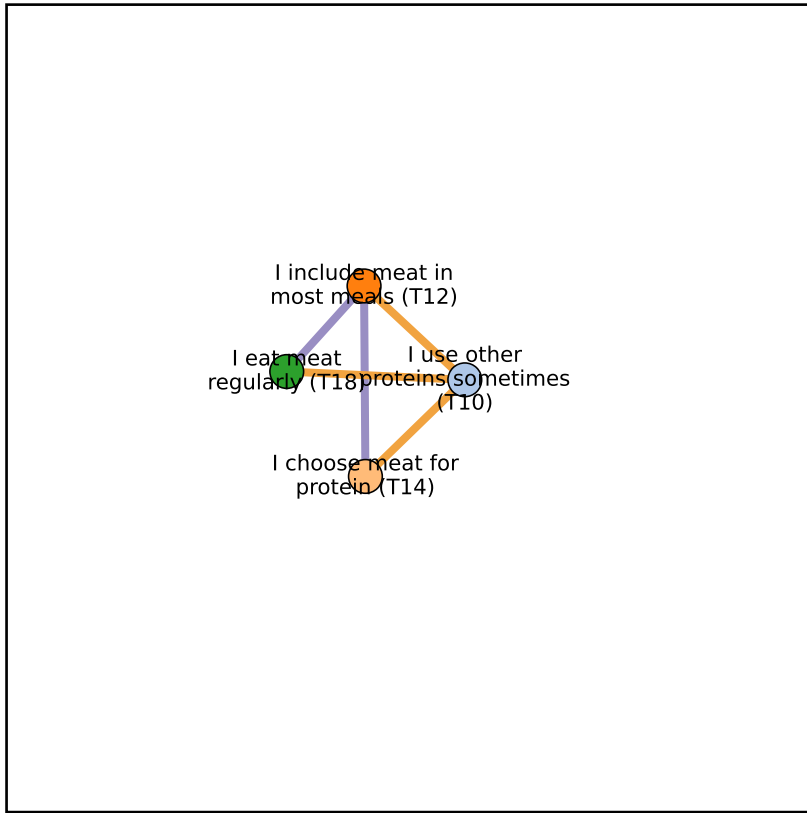 I include meat in
most meals (T12)
I eat meat
regularly (T18)
I use other
proteins sometimes
(T10)
I choose meat for
protein (T14)